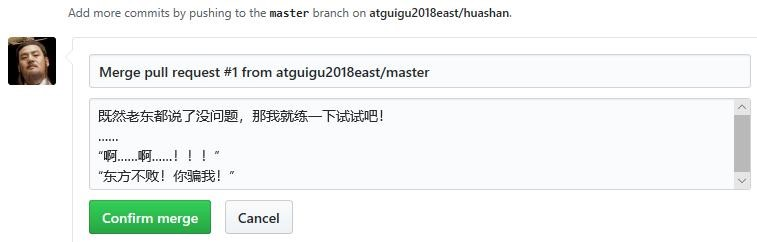 Add more commits by pushing to the master branch on atguigu2018east/huashan.
Merge pull request #1 from atguigu2018east/master
既然老东都说了没问题，那我就练一下试试吧！
……
“啊……啊……！！！”
“东方不败！你骗我！”
Confirm merge
Cancel